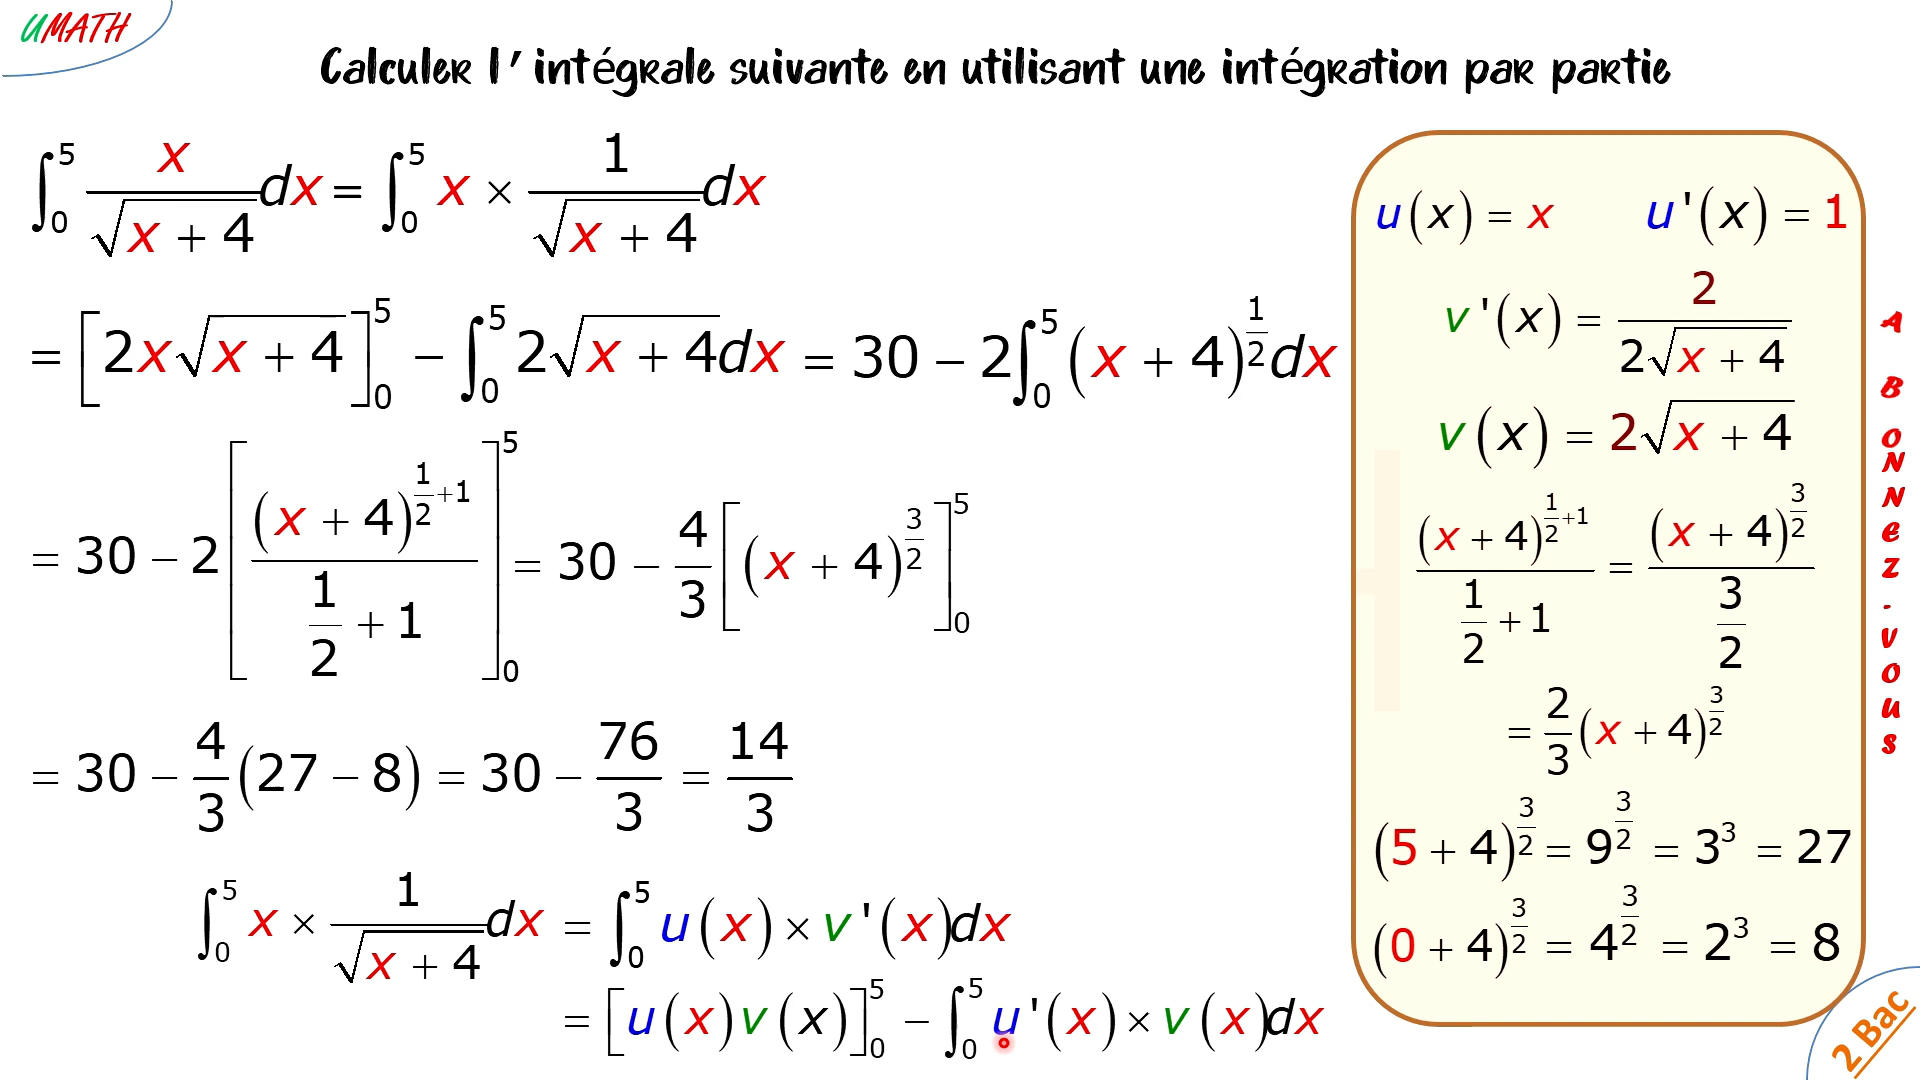 UMATH
Calculer l'intégrale suivante en utilisant une intégration par partie
∫₀⁵ x/√(x + 4) dx = ∫₀⁵ x × 1/√(x + 4) dx
= [2x√(x + 4)]₀⁵ − ∫₀⁵ 2√(x + 4)dx = 30 − 2∫₀⁵ (x + 4)^(1/2) dx
= 30 − 2[(x + 4)^(1/2+1) / (1/2 + 1)]₀⁵ = 30 − 4/3 [(x + 4)^(3/2)]₀⁵
= 30 − 4/3 (27 − 8) = 30 − 76/3 = 14/3
∫₀⁵ x × 1/√(x + 4) dx = ∫₀⁵ u(x) × v'(x)dx
= [u(x)v(x)]₀⁵ − ∫₀⁵ u'(x) × v(x)dx
u(x) = x u'(x) = 1
v'(x) = 2/(2√(x + 4))
v(x) = 2√(x + 4)
(x + 4)^(1/2+1) / (1/2 + 1) = (x + 4)^(3/2) / (3/2)
= 2/3 (x + 4)^(3/2)
(5 + 4)^(3/2) = 9^(3/2) = 3³ = 27
(0 + 4)^(3/2) = 4^(3/2) = 2³ = 8
ABONNEZ-VOUS
2 Bac